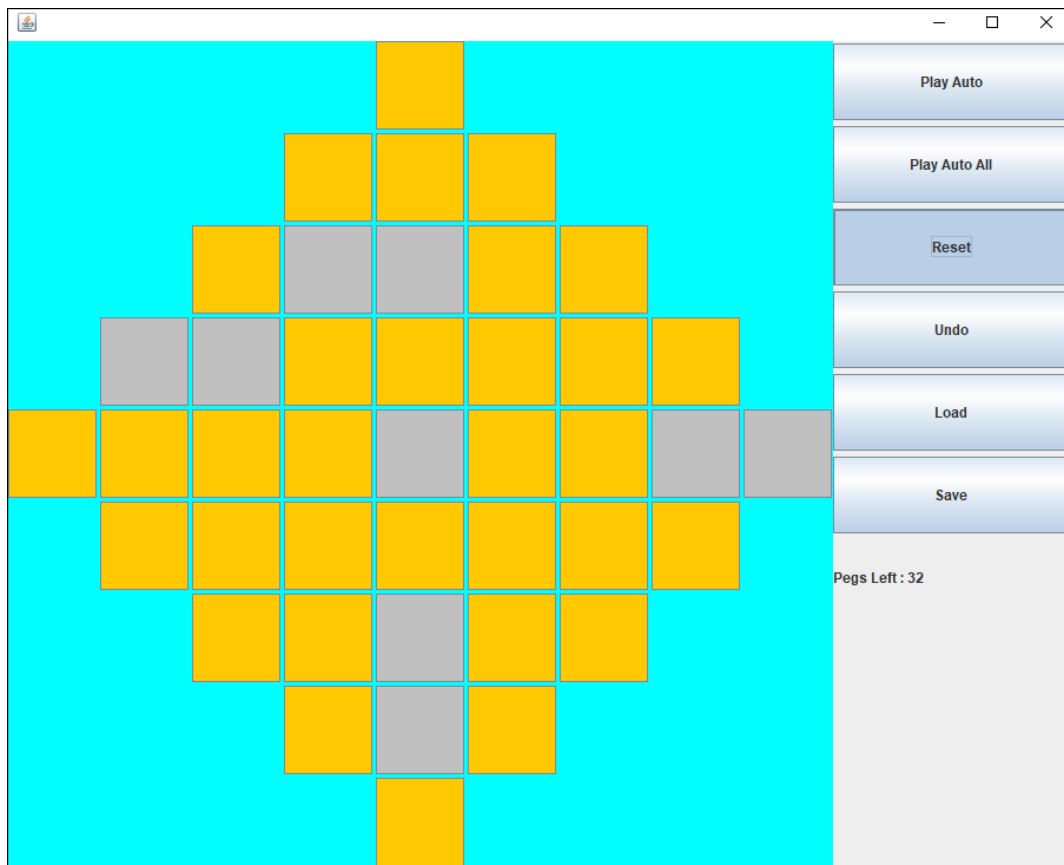 Play Auto
Play Auto All
Reset
Undo
Load
Save
Pegs Left : 32